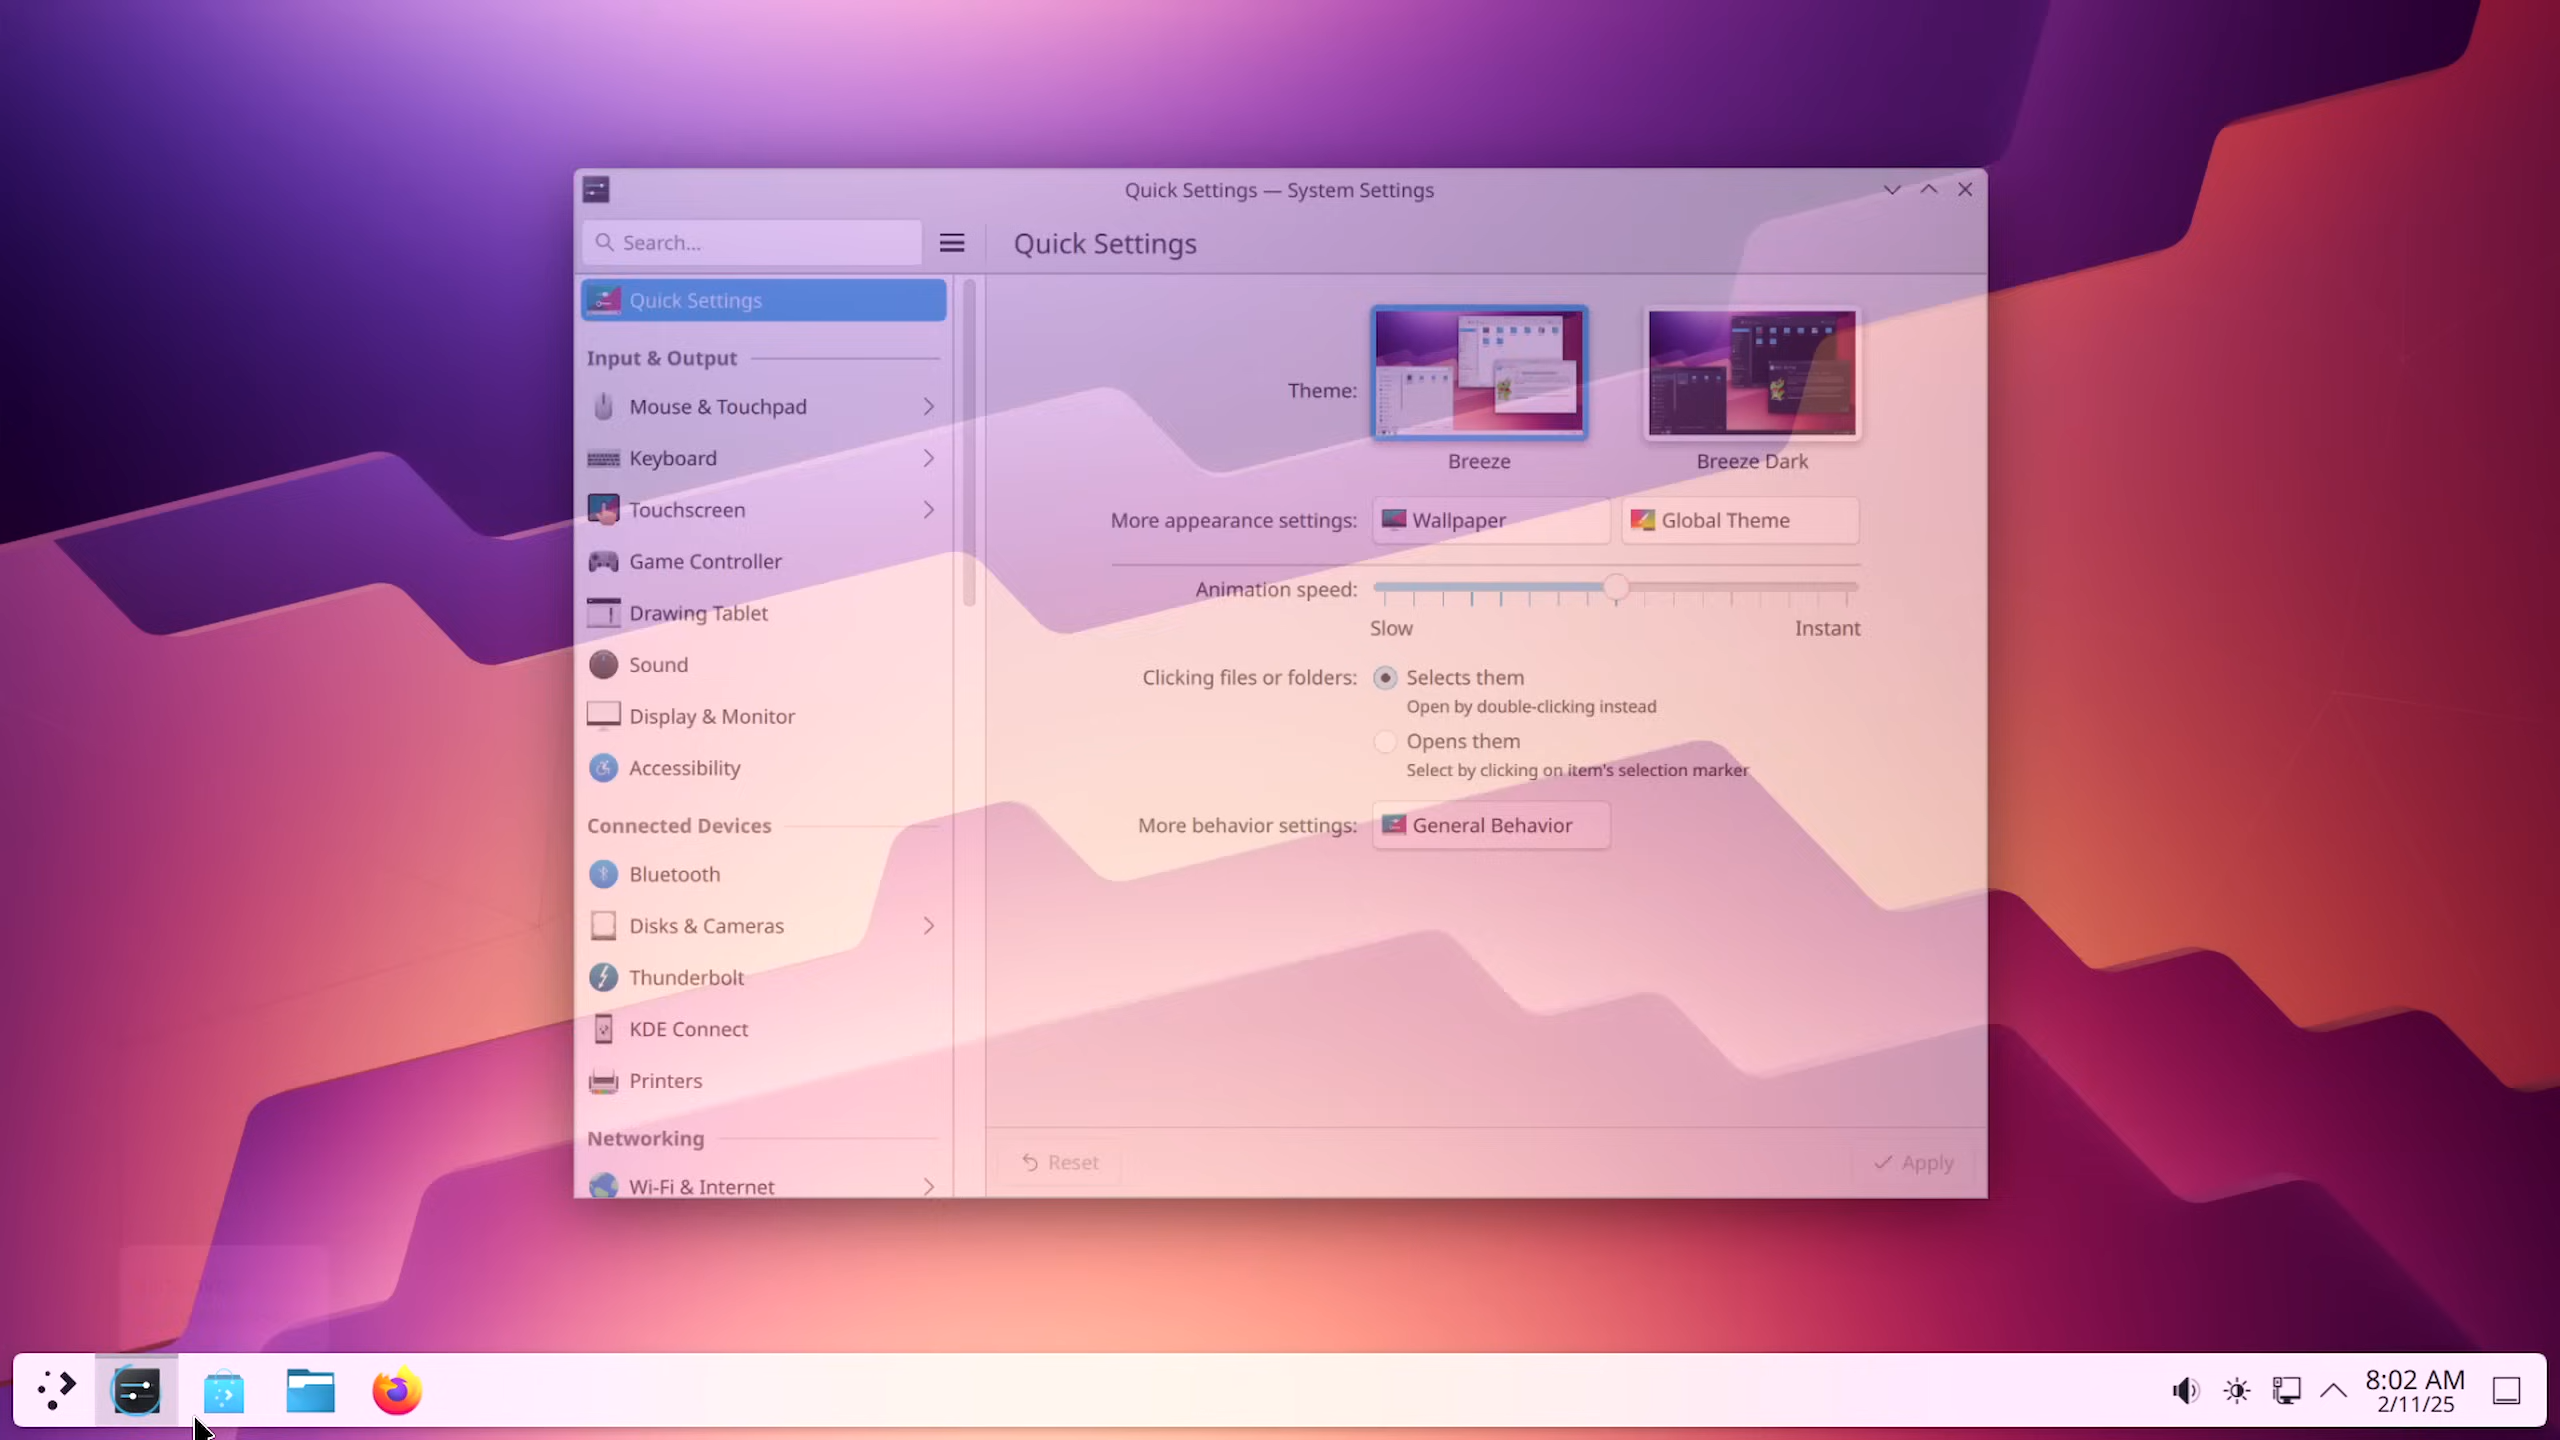 Quick Settings — System Settings
Search...
Quick Settings
Quick Settings
Input & Output
Mouse & Touchpad
Keyboard
Touchscreen
Game Controller
Drawing Tablet
Sound
Display & Monitor
Accessibility
Connected Devices
Bluetooth
Disks & Cameras
Thunderbolt
KDE Connect
Printers
Networking
Wi-Fi & Internet
Theme:
Breeze
Breeze Dark
More appearance settings:
Wallpaper
Global Theme
Animation speed:
Slow
Instant
Clicking files or folders:
Selects them
Open by double-clicking instead
Opens them
Select by clicking on item's selection marker
More behavior settings:
General Behavior
Reset
Apply
8:02 AM
2/11/25